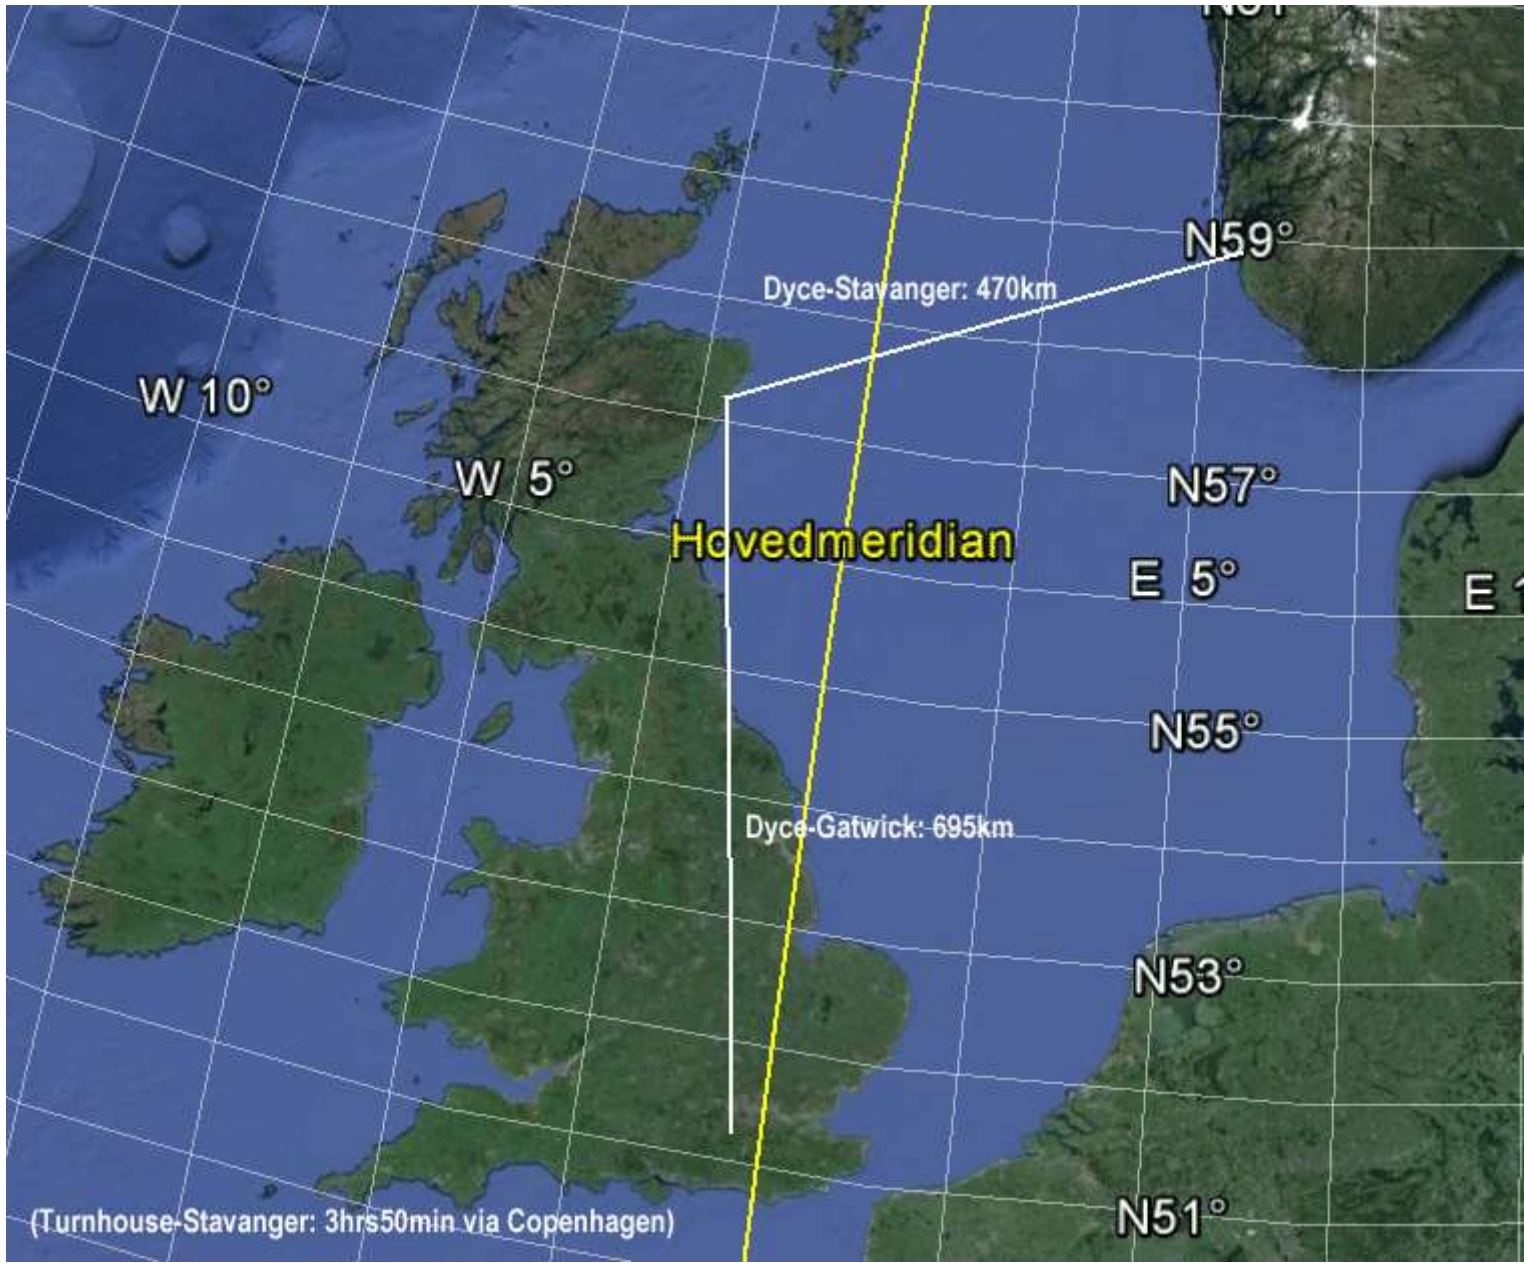 N59°
Dyce-Stavanger: 470km
W 10°
W 5°
N57°
Hovedmeridian
E 5°
N55°
Dyce-Gatwick: 695km
N53°
N51°
(Turnhouse-Stavanger: 3hrs50min via Copenhagen)